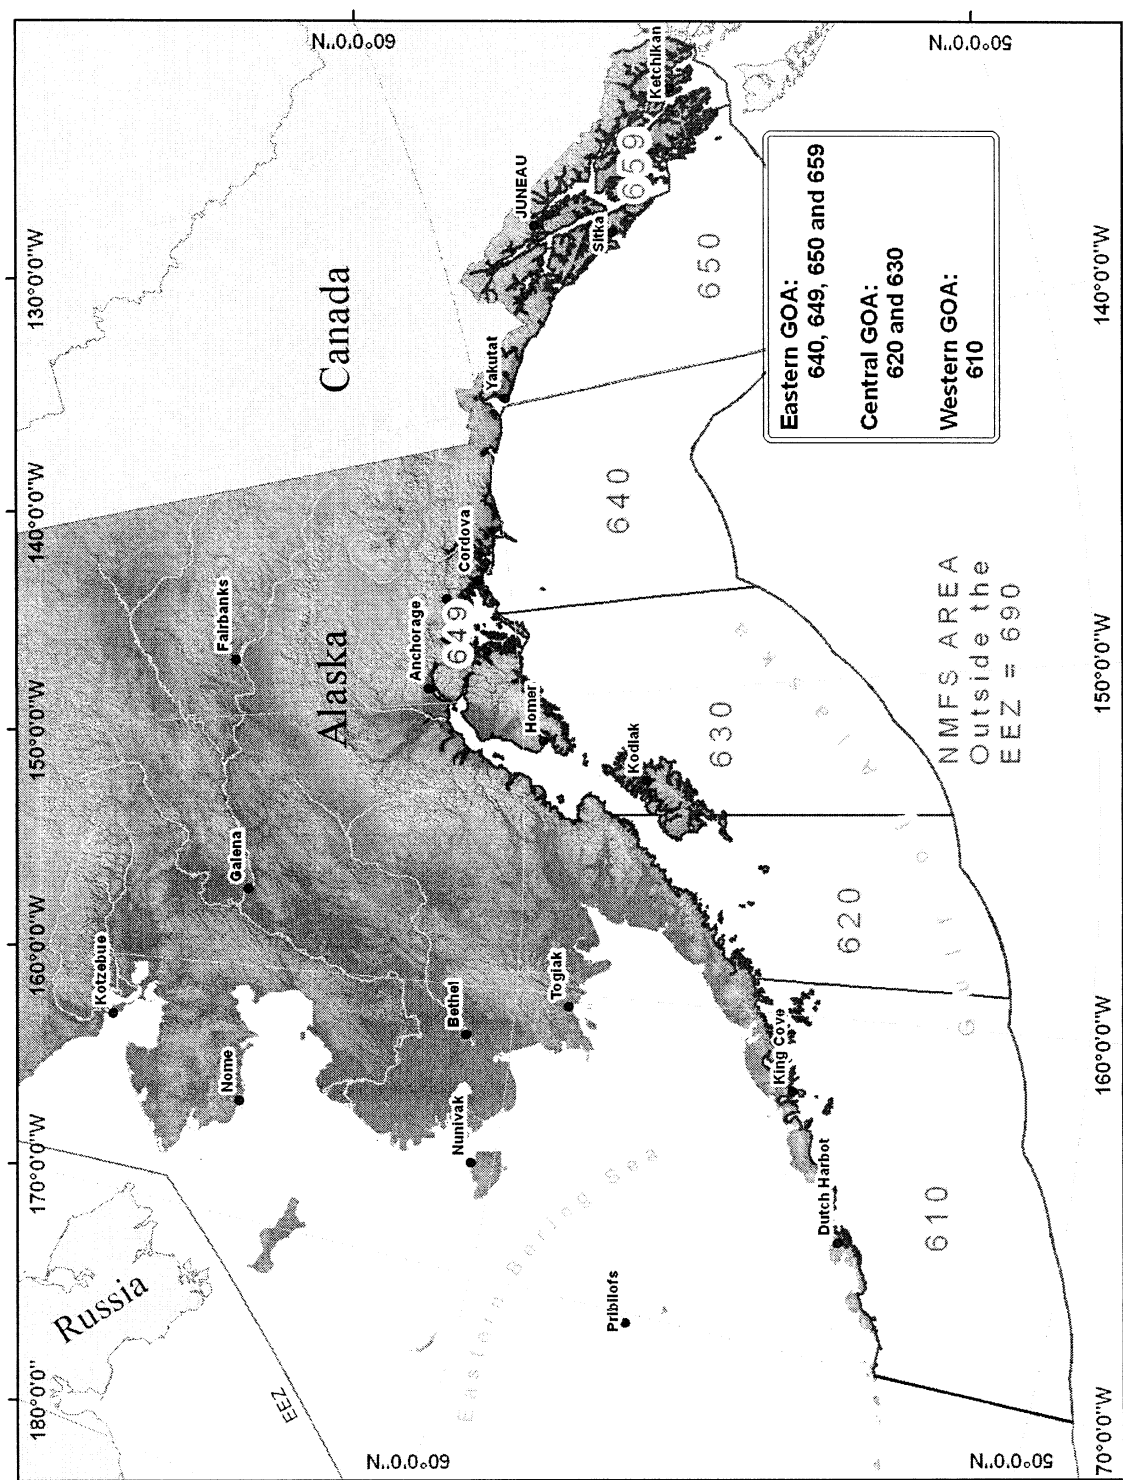 180°0'0"
170°0'0"W
160°0'0"W
150°0'0"W
140°0'0"W
130°0'0"W
Russia
EEZ
Kotzebue
Nome
Galena
Fairbanks
Alaska
Canada
60°0'0"N
60°0'0"N
Nunivak
Bethel
Togiak
Anchorage
649
Cordova
Homer
Yakutat
JUNEAU
Sitka
659
Ketchikan
Eastern Bering Sea
Pribilofs
Kodiak
Dutch Harbot
King Cove
610
620
630
640
650
Gulf of Alaska
NMFS AREA
Outside the
EEZ = 690
Eastern GOA:
640, 649, 650 and 659
Central GOA:
620 and 630
Western GOA:
610
50°0'0"N
50°0'0"N
70°0'0"W
160°0'0"W
150°0'0"W
140°0'0"W